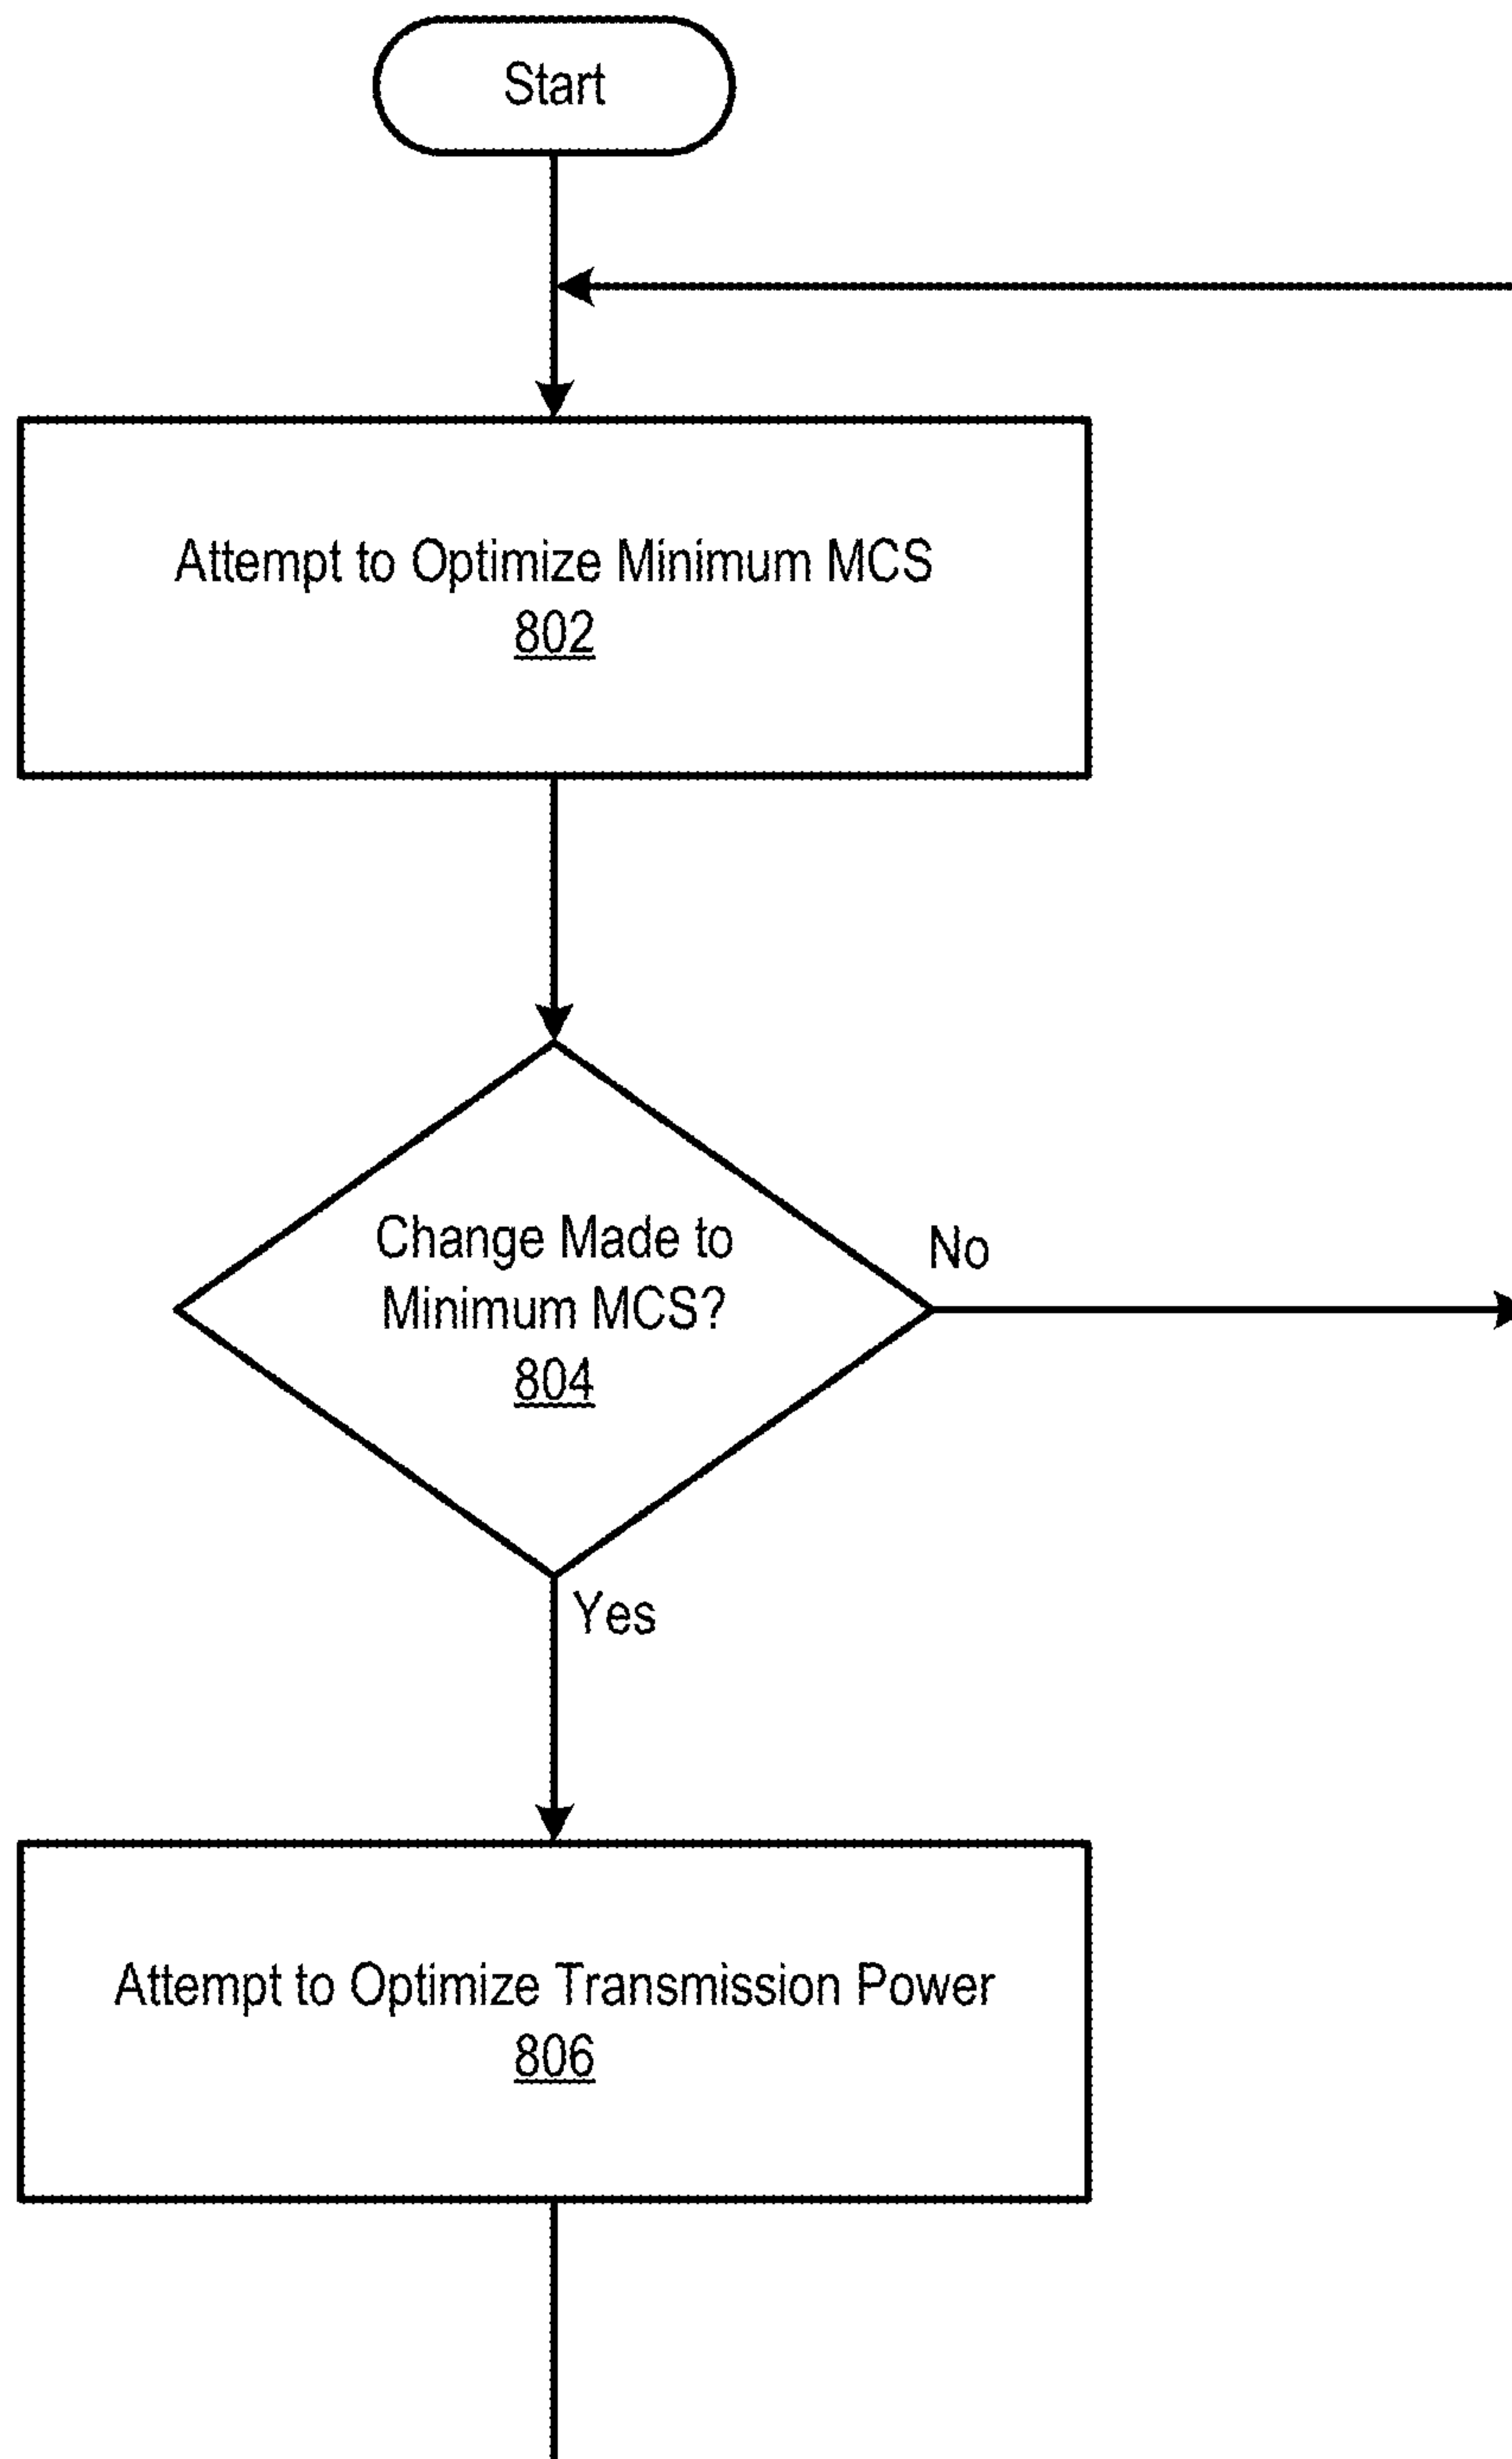 Start
Attempt to Optimize Minimum MCS
802
Change Made to
Minimum MCS?
804
No
Yes
Attempt to Optimize Transmission Power
806